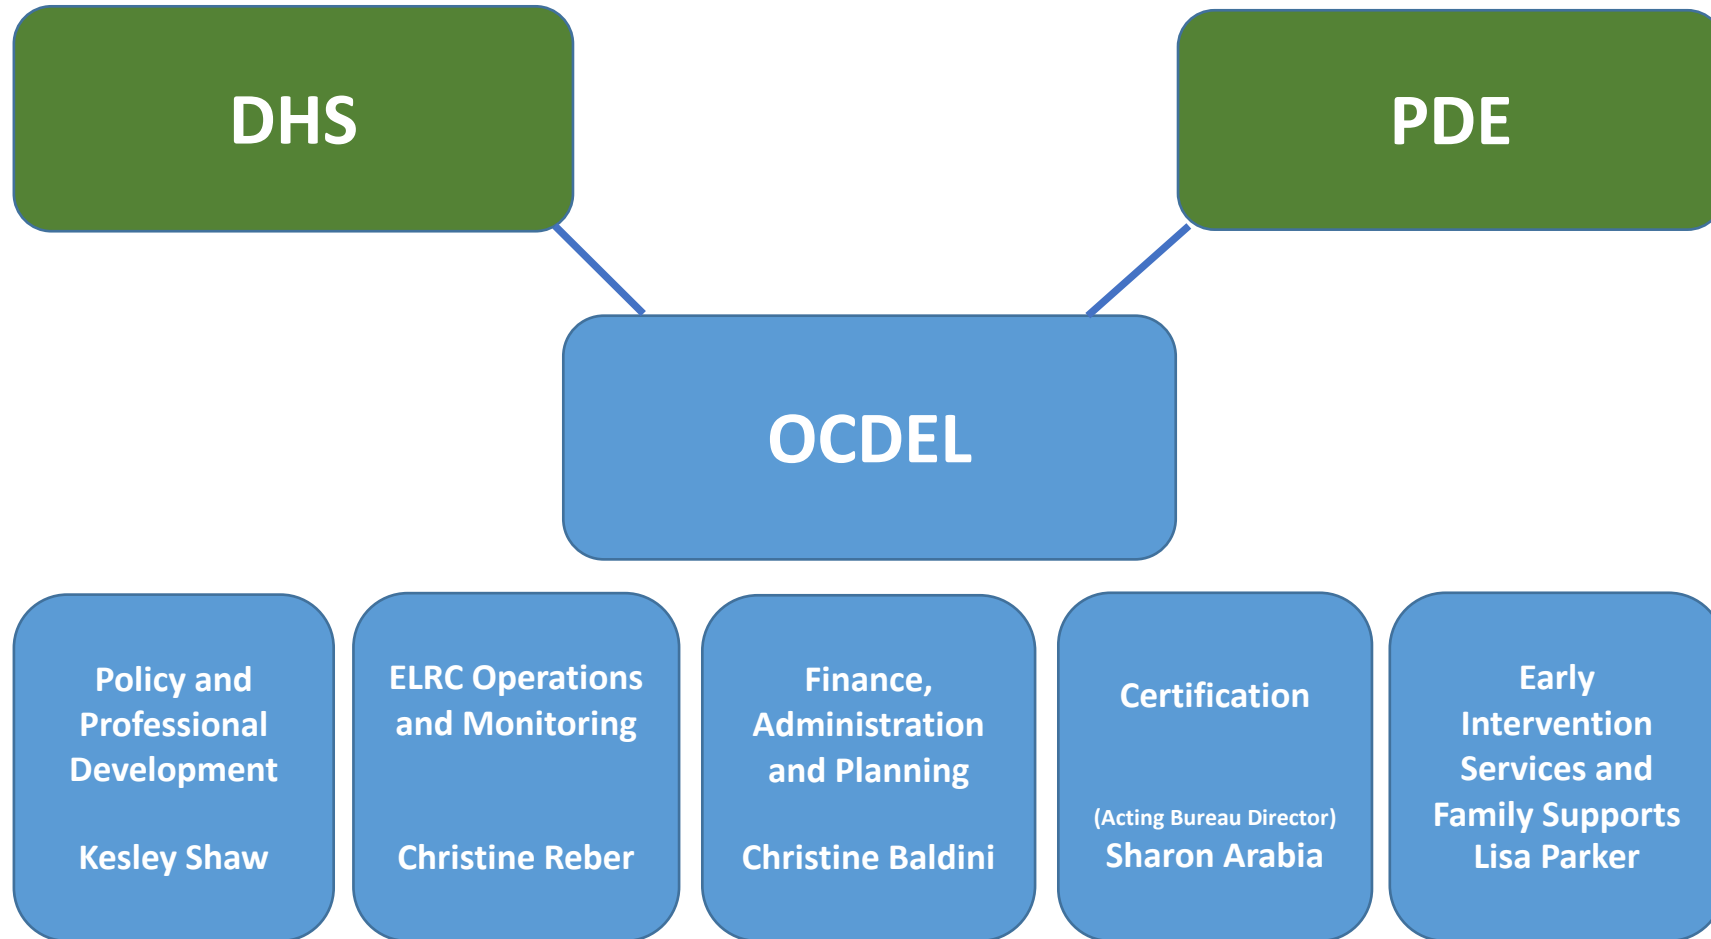 DHS
PDE
OCDEL
Policy and
Professional
Development
Kesley Shaw
ELRC Operations
and Monitoring
Christine Reber
Finance,
Administration
and Planning
Christine Baldini
Certification
(Acting Bureau Director)
Sharon Arabia
Early
Intervention
Services and
Family Supports
Lisa Parker